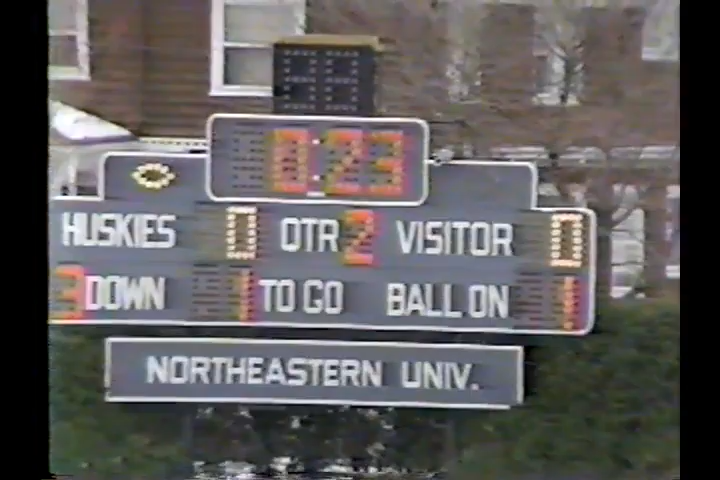 0:23
HUSKIES 0 QTR 2 VISITOR 0
3 DOWN 1 TO GO BALL ON 1
NORTHEASTERN UNIV.